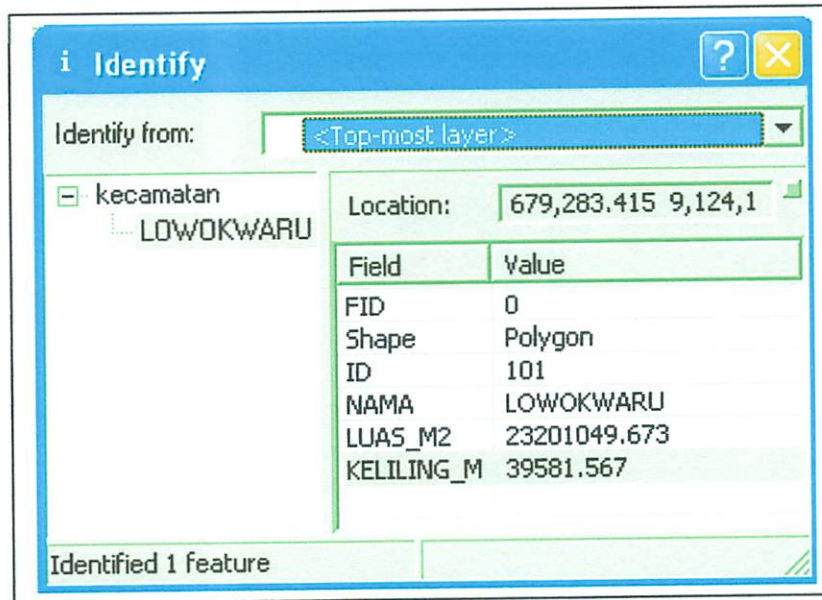 i Identify
Identify from: <Top-most layer>
kecamatan
LOWOKWARU
Location: 679,283.415 9,124,1
Field Value
FID 0
Shape Polygon
ID 101
NAMA LOWOKWARU
LUAS_M2 23201049.673
KELILING_M 39581.567
Identified 1 feature